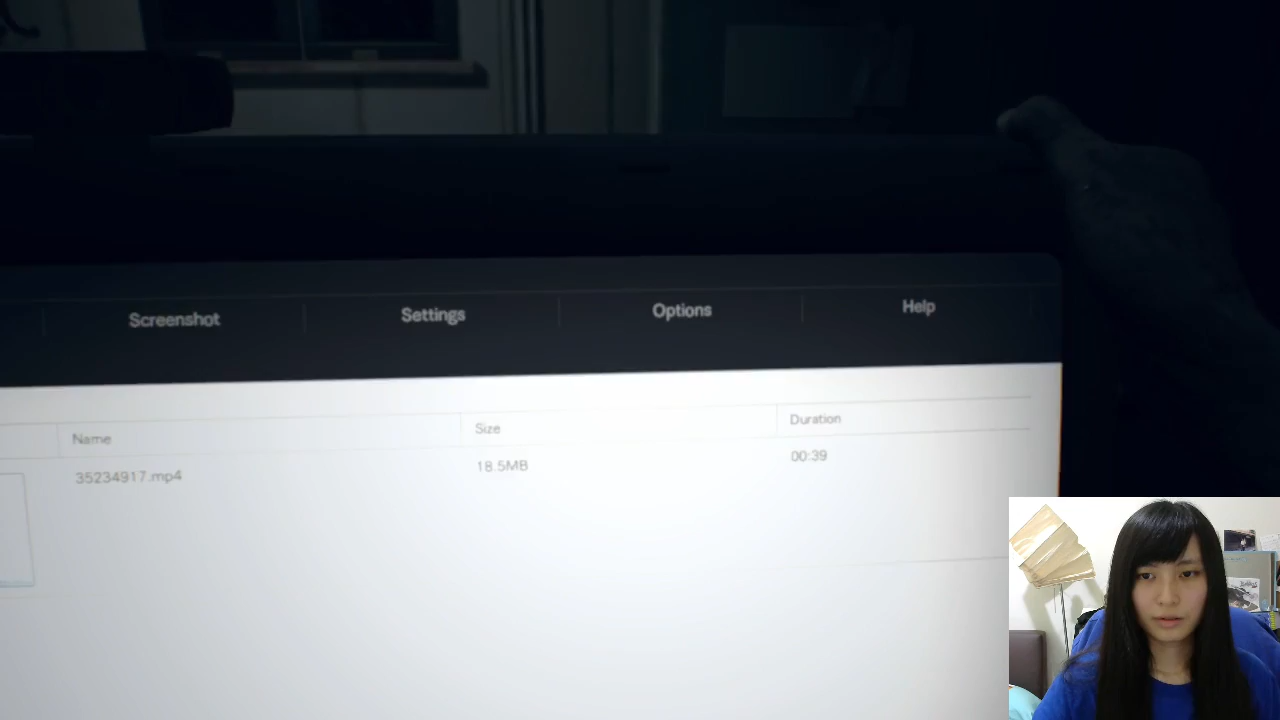 Screenshot Settings Options Help
Name Size Duration
35234917.mp4 18.5MB 00:39